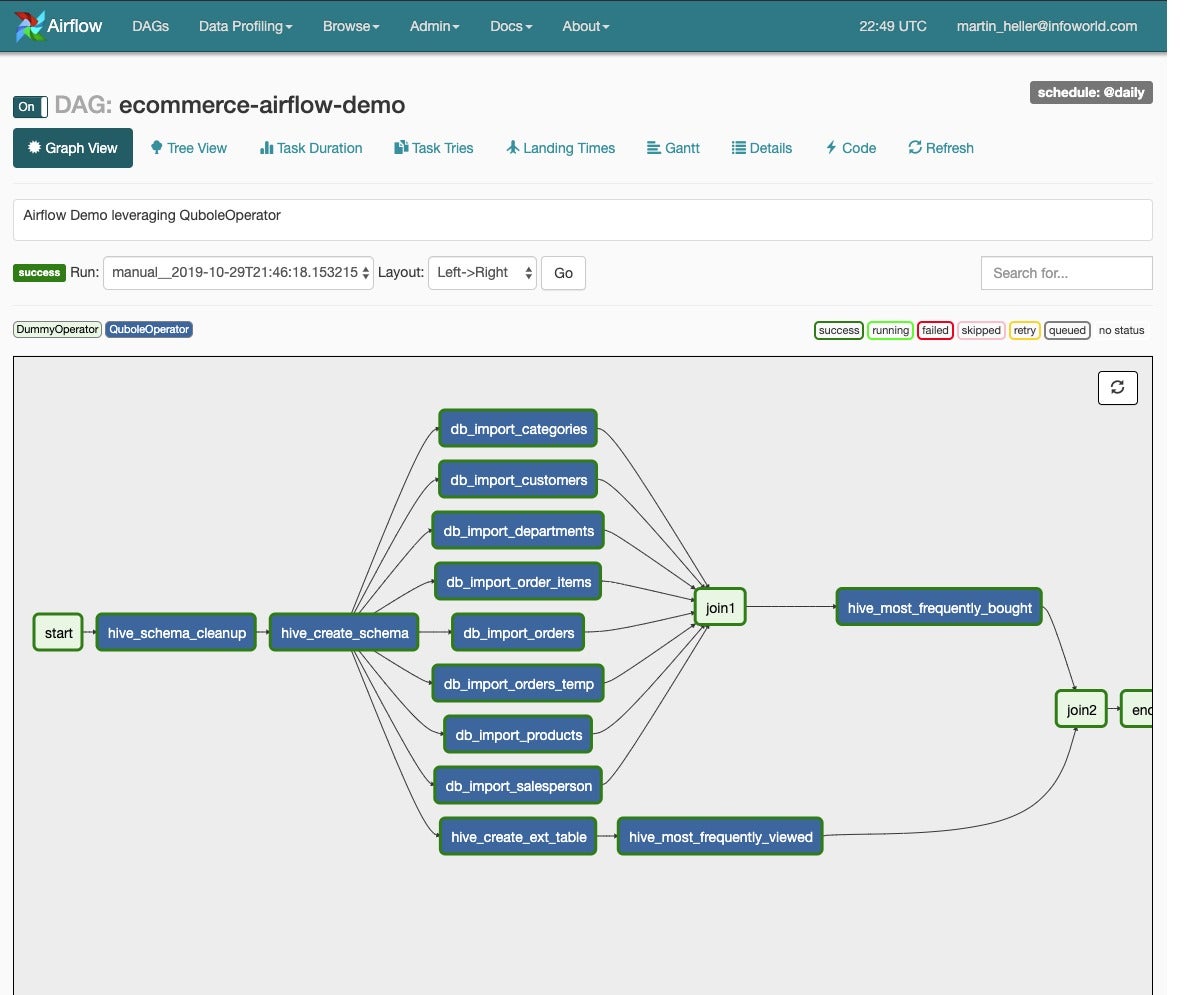 Airflow DAGs Data Profiling Browse Admin Docs About 22:49 UTC martin_heller@infoworld.com
On DAG: ecommerce-airflow-demo schedule: @daily
Graph View Tree View Task Duration Task Tries Landing Times Gantt Details Code Refresh
Airflow Demo leveraging QuboleOperator
success Run: manual__2019-10-29T21:46:18.153215 Layout: Left->Right Go Search for...
DummyOperator QuboleOperator success running failed skipped retry queued no status
db_import_categories
db_import_customers
db_import_departments
db_import_order_items
join1 hive_most_frequently_bought
start hive_schema_cleanup hive_create_schema db_import_orders
db_import_orders_temp
join2 enc
db_import_products
db_import_salesperson
hive_create_ext_table hive_most_frequently_viewed